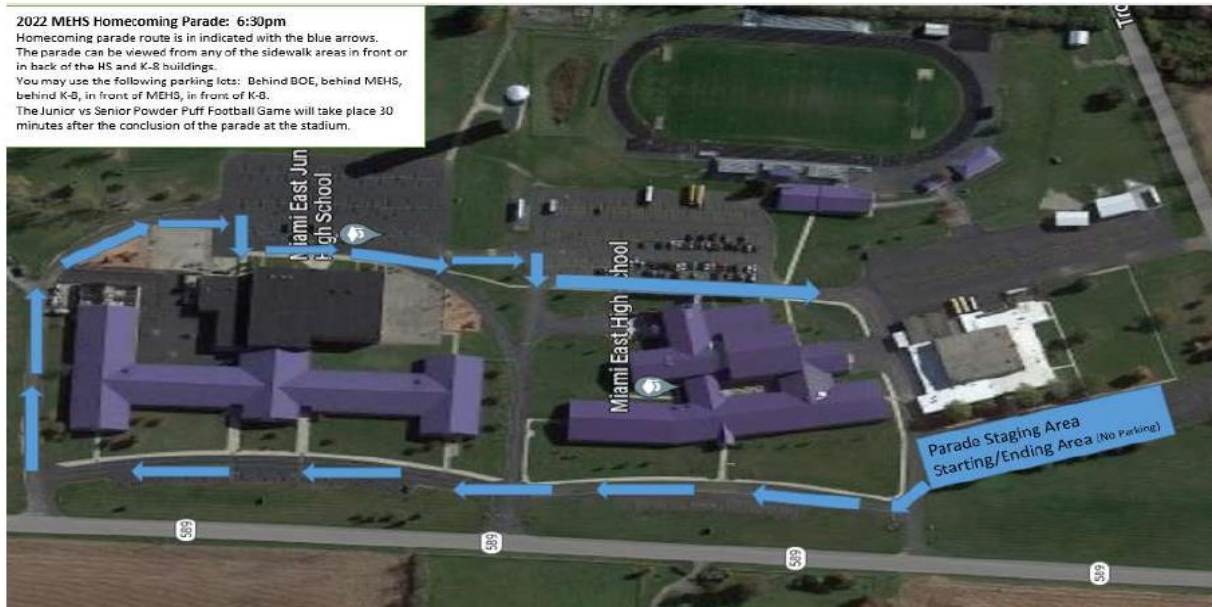 2022 MEHS Homecoming Parade: 6:30pm
Homecoming parade route is in indicated with the blue arrows.
The parade can be viewed from any of the sidewalk areas in front or
in back of the HS and K-8 buildings.
You may use the following parking lots: Behind BOE, behind MEHS,
behind K-8, in front of MEHS, in front of K-8.
The Junior vs Senior Powder Puff Football Game will take place 30
minutes after the conclusion of the parade at the stadium.
Miami East Jun
High School
Miami East High School
Parade Staging Area
Starting/Ending Area (No Parking)
589
589
589
589